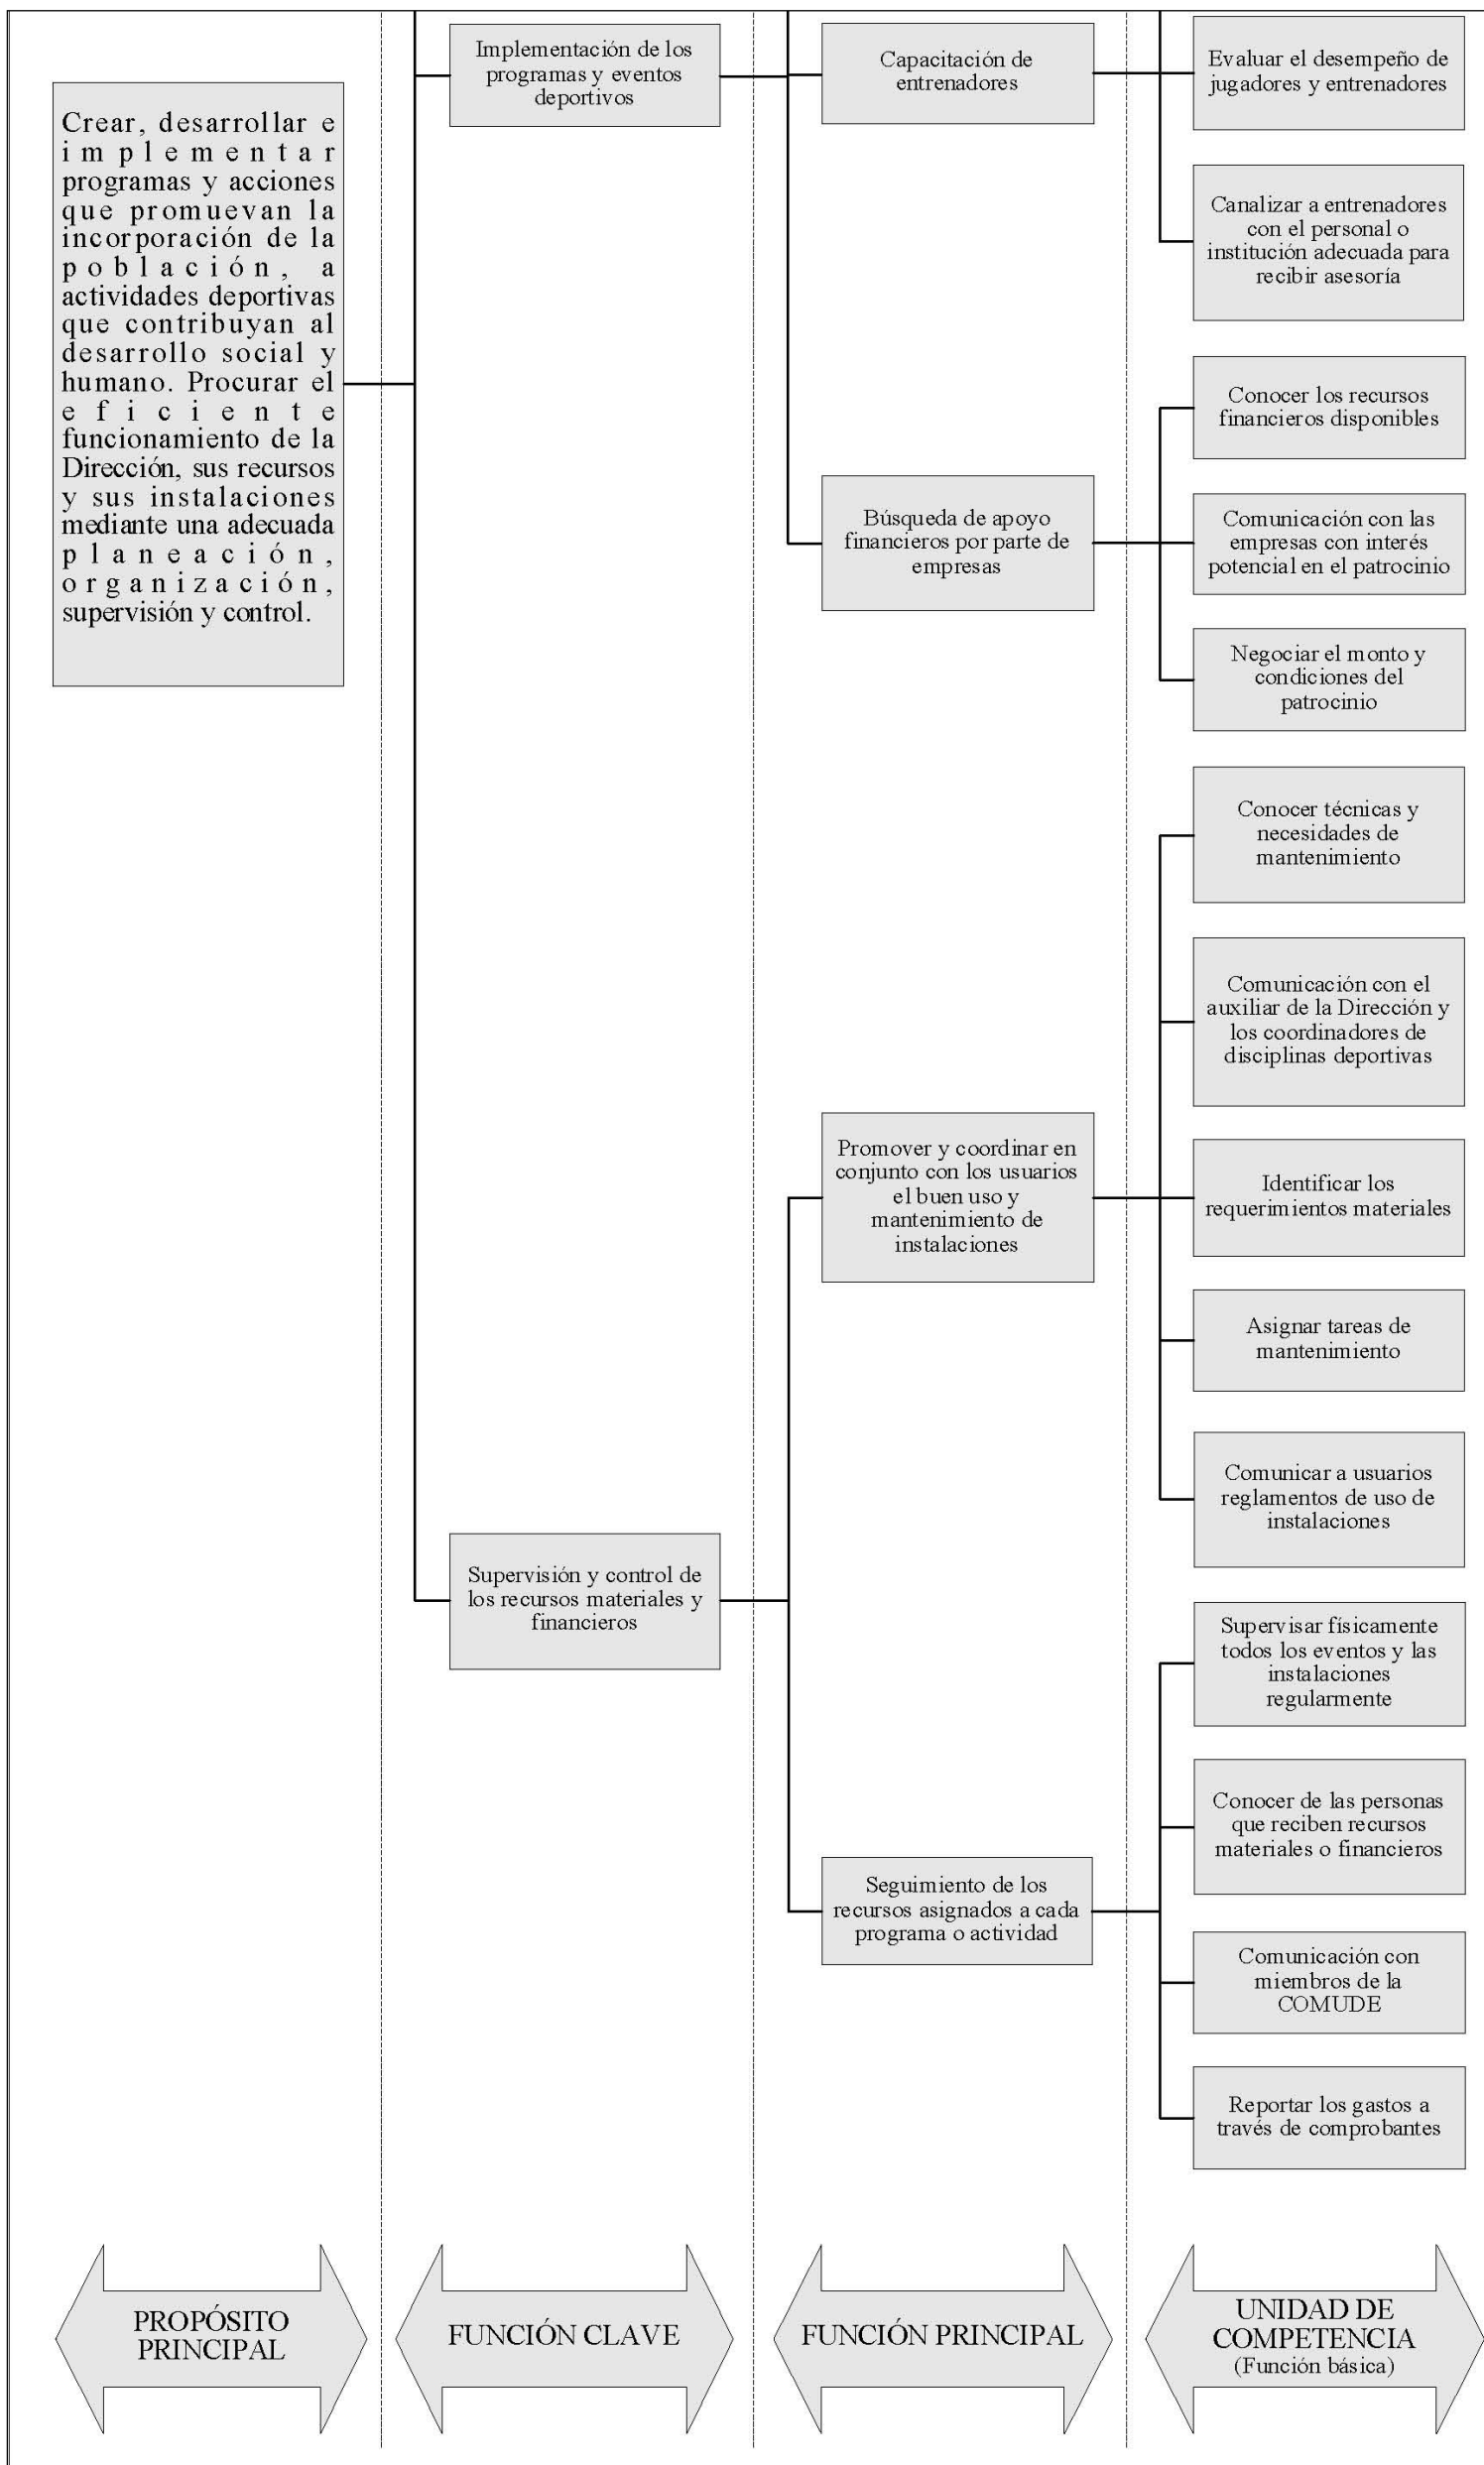 Crear, desarrollar e
implementar
programas y acciones
que promuevan la
incorporación de la
población, a
actividades deportivas
que contribuyan al
desarrollo social y
humano. Procurar el
eficiente
funcionamiento de la
Dirección, sus recursos
y sus instalaciones
mediante una adecuada
planeación,
organización,
supervisión y control.
Implementación de los
programas y eventos
deportivos
Supervisión y control de
los recursos materiales y
financieros
Capacitación de
entrenadores
Búsqueda de apoyo
financieros por parte de
empresas
Promover y coordinar en
conjunto con los usuarios
el buen uso y
mantenimiento de
instalaciones
Seguimiento de los
recursos asignados a cada
programa o actividad
Evaluar el desempeño de
jugadores y entrenadores
Canalizar a entrenadores
con el personal o
institución adecuada para
recibir asesoría
Conocer los recursos
financieros disponibles
Comunicación con las
empresas con interés
potencial en el patrocinio
Negociar el monto y
condiciones del
patrocinio
Conocer técnicas y
necesidades de
mantenimiento
Comunicación con el
auxiliar de la Dirección y
los coordinadores de
disciplinas deportivas
Identificar los
requerimientos materiales
Asignar tareas de
mantenimiento
Comunicar a usuarios
reglamentos de uso de
instalaciones
Supervisar físicamente
todos los eventos y las
instalaciones
regularmente
Conocer de las personas
que reciben recursos
materiales o financieros
Comunicación con
miembros de la
COMUDE
Reportar los gastos a
través de comprobantes
PROPÓSITO
PRINCIPAL
FUNCIÓN CLAVE
FUNCIÓN PRINCIPAL
UNIDAD DE
COMPETENCIA
(Función básica)